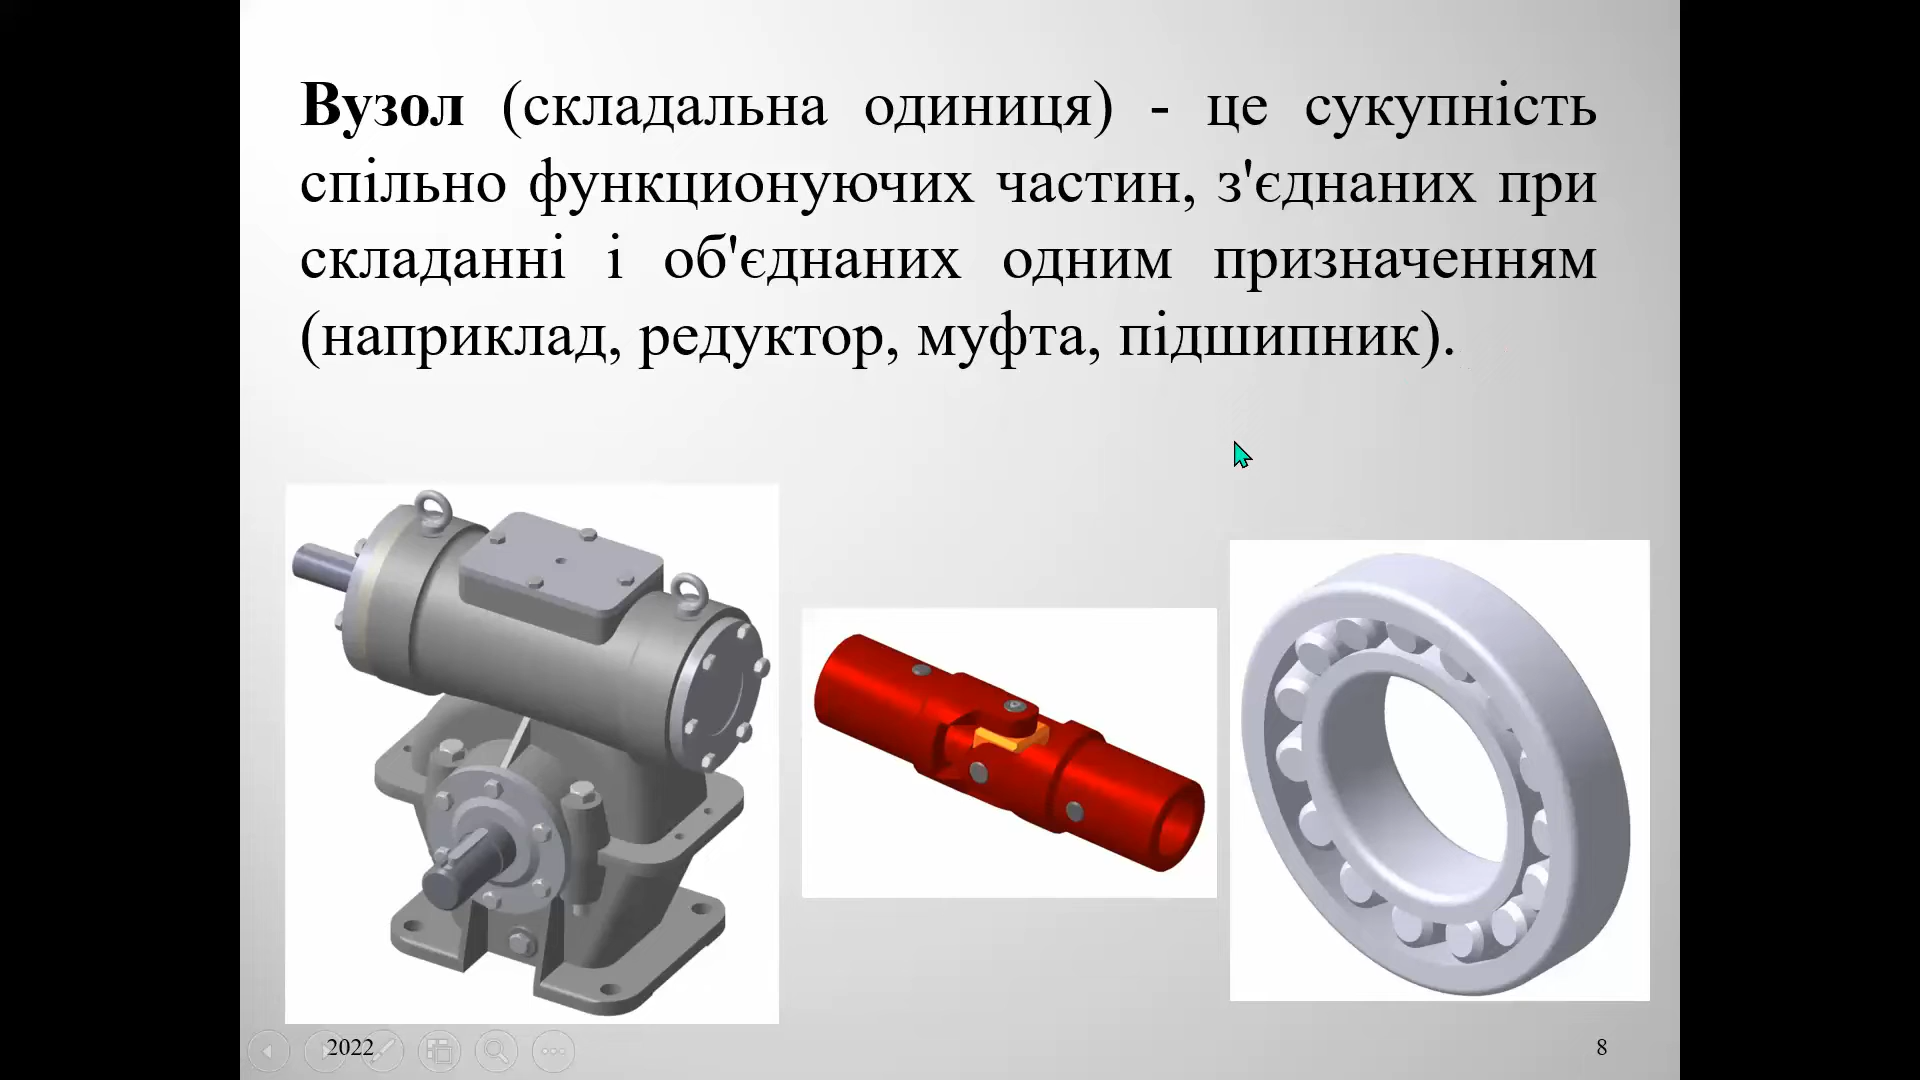 Вузол (складальна одиниця) - це сукупність
спільно функционуючих частин, з'єднаних при
складанні і об'єднаних одним призначенням
(наприклад, редуктор, муфта, підшипник).
2022
8